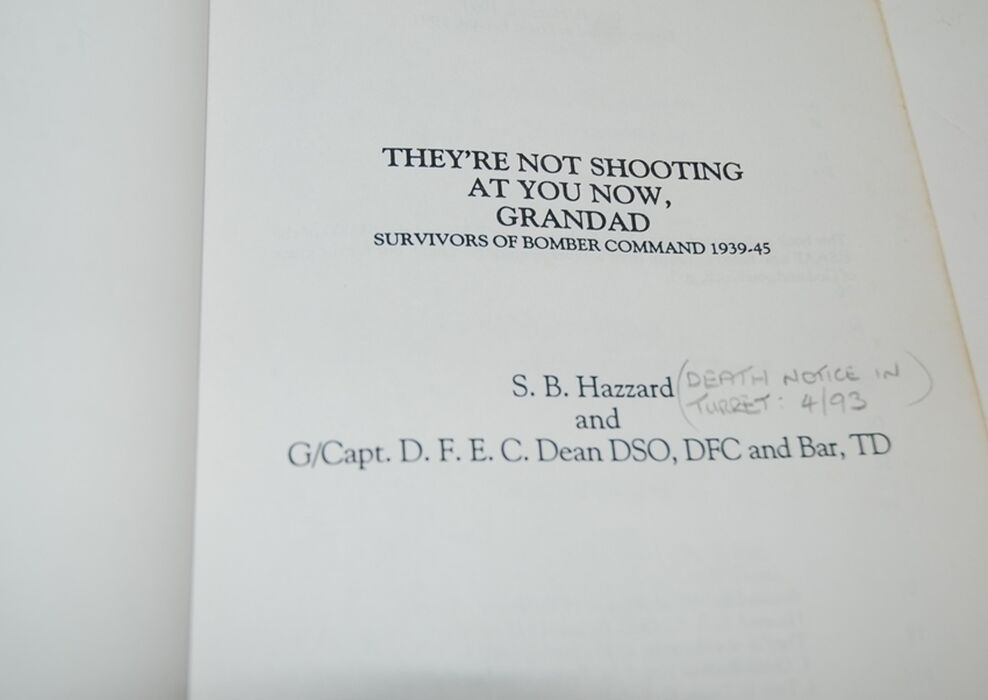 THEY'RE NOT SHOOTING
AT YOU NOW,
GRANDAD
SURVIVORS OF BOMBER COMMAND 1939-45
S. B. Hazzard (DEATH NOTICE IN
TURRET: 4/93)
and
G/Capt. D. F. E. C. Dean DSO, DFC and Bar, TD